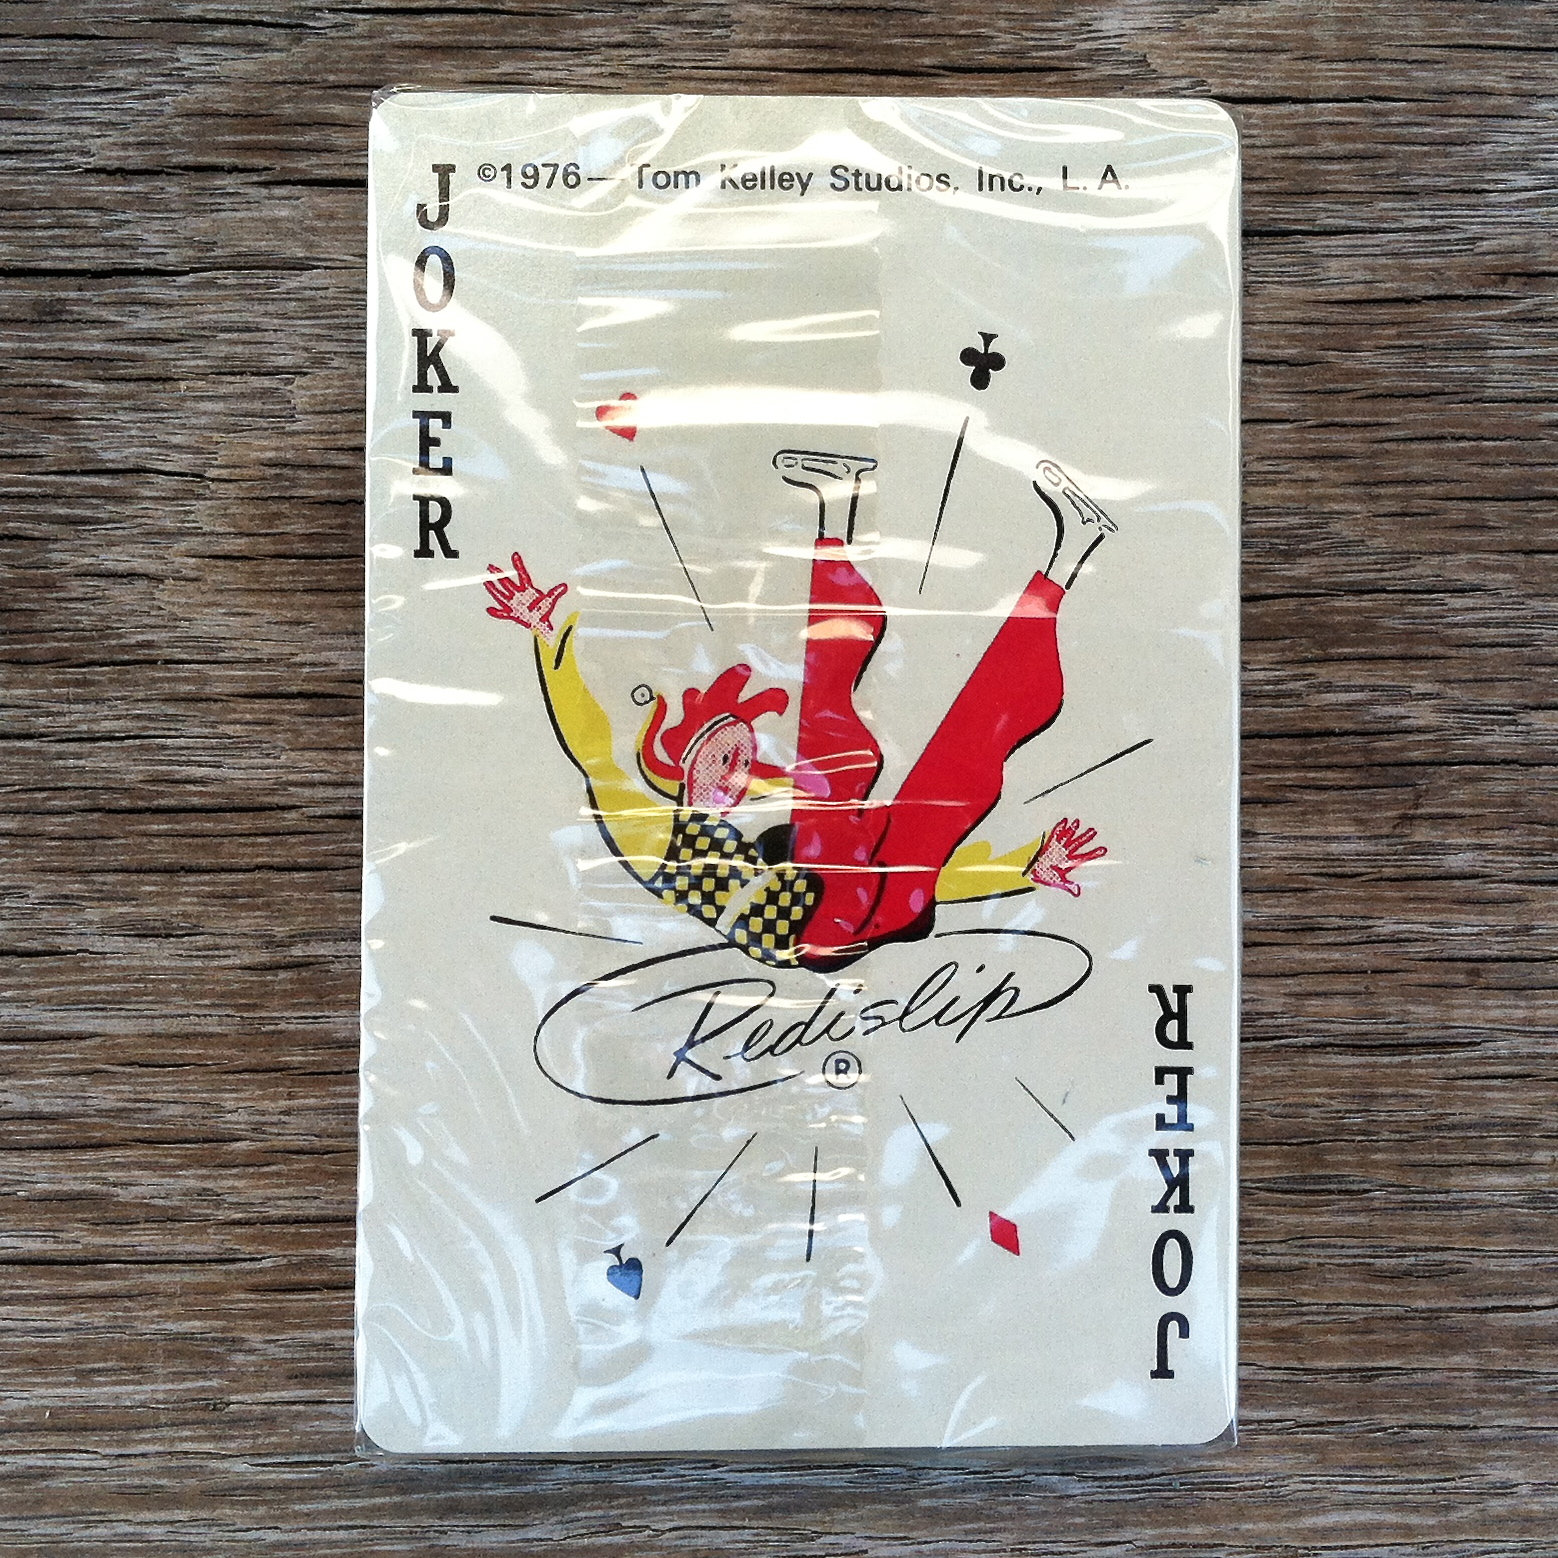 JOKER
©1976— Tom Kelley Studios, Inc., L. A.
Redislip
®
JOKER